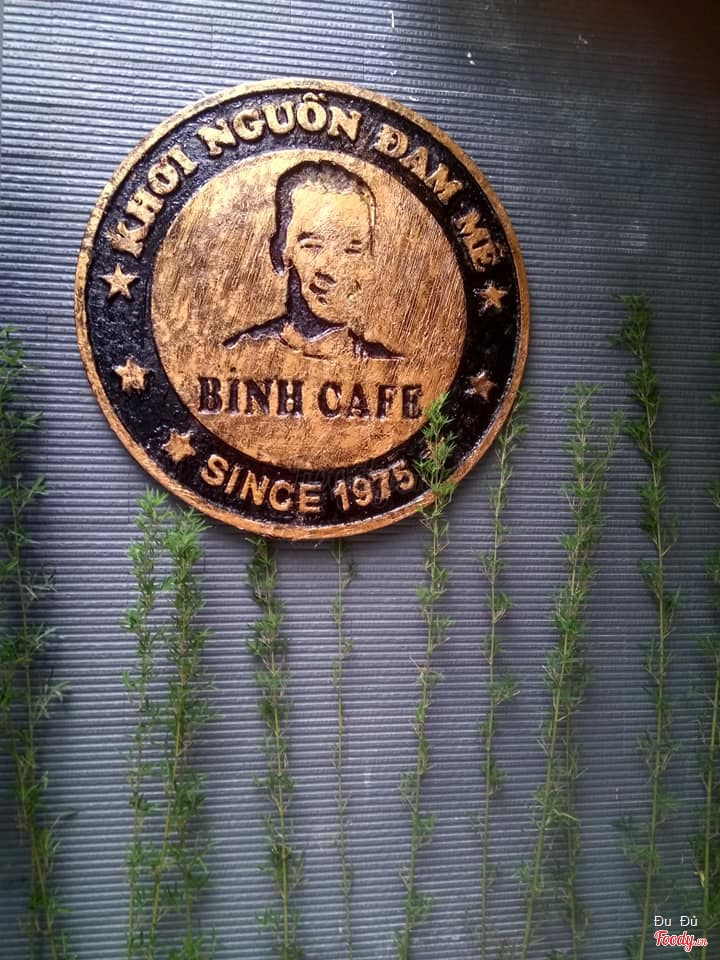 KHƠI NGUỒN ĐAM MÊ
BÌNH CAFE
SINCE 1975
Đu Đủ
Foody.vn